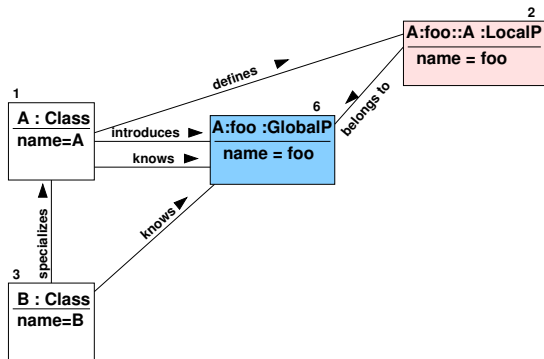 2
A:foo::A :LocalP
name = foo
defines
belongs to
1
A : Class
name=A
introduces
knows
6
A:foo :GlobalP
name = foo
specializes
knows
3
B : Class
name=B